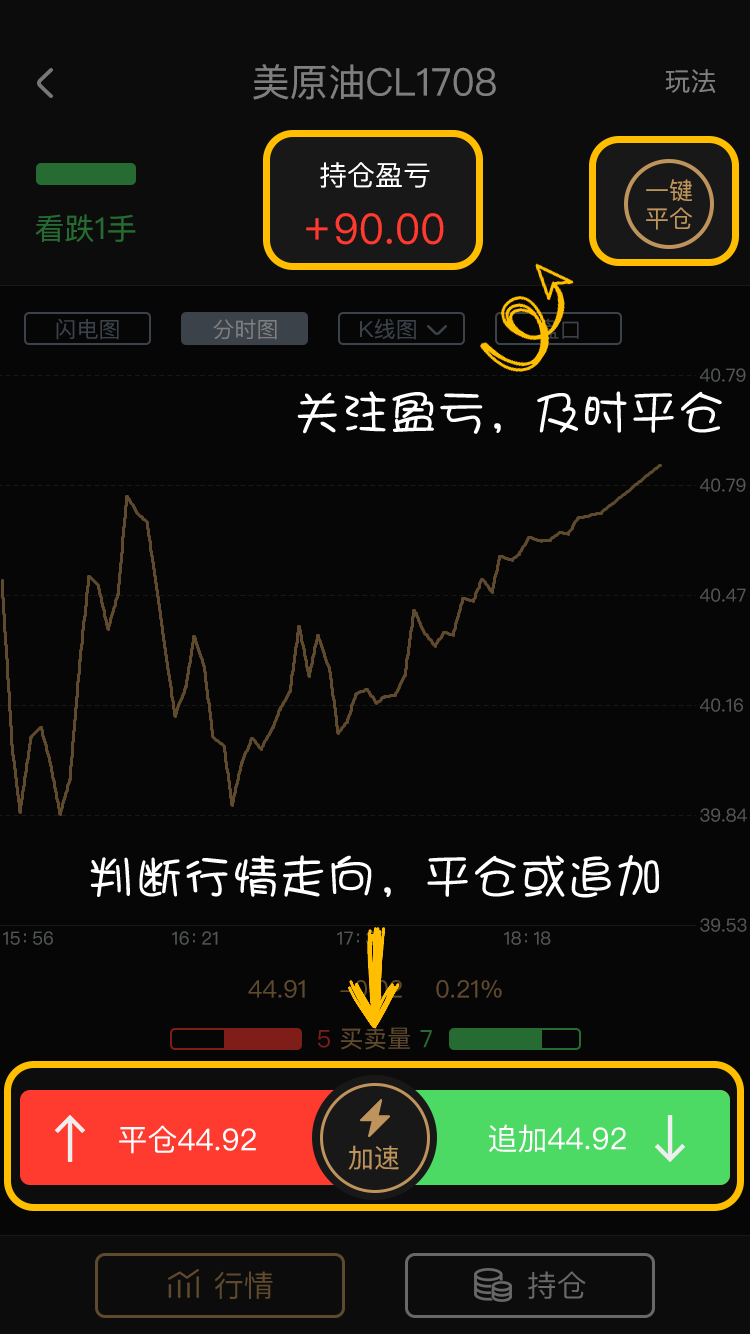 美原油CL1708
玩法
持仓盈亏
+90.00
一键
平仓
看跌1手
闪电图
分时图
K线图
40.79
关注盈亏，及时平仓
40.79
40.47
40.16
39.84
判断行情走向，平仓或追加
39.53
15:56
16:21
18:18
44.91
0.21%
5 买卖量 7
平仓44.92
加速
追加44.92
行情
持仓